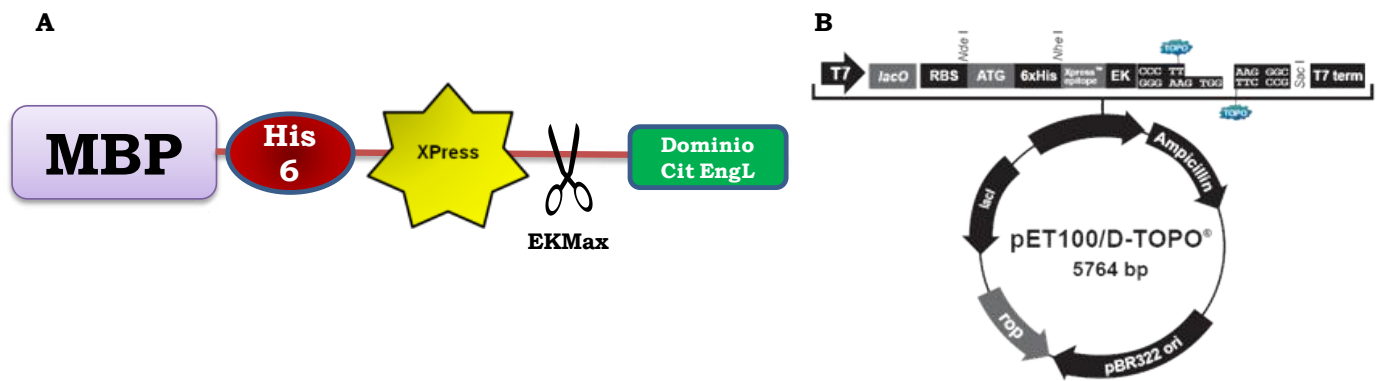 A
MBP
His
6
XPress
EKMax
Dominio
Cit EngL
B
Nde I
Nhe I
TOPO
T7
lacO
RBS
ATG
6xHis
Xpress™
epitope
EK
CCC TT
GGG AAG TGG
AAG GGC
TTC CCG
Sac I
T7 term
TOPO
Ampicillin
lacI
pET100/D-TOPO®
5764 bp
rop
pBR322 ori